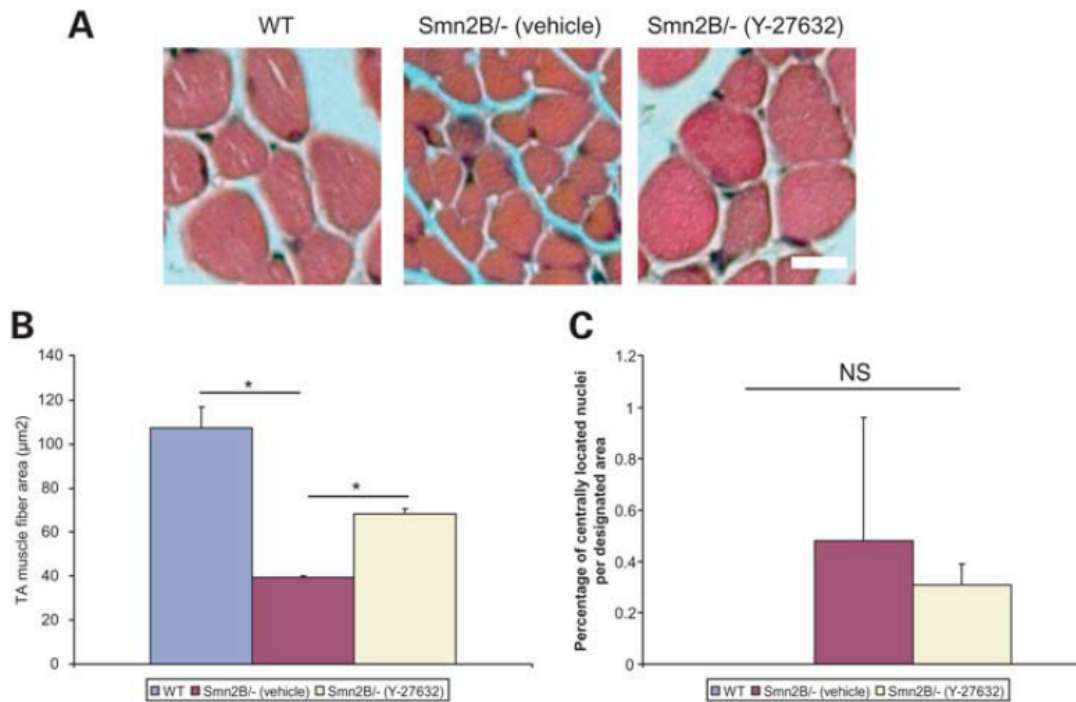 A
WT
Smn2B/- (vehicle)
Smn2B/- (Y-27632)
B
140
120
100
80
60
40
20
0
TA muscle fiber area (µm2)
*
*
WT Smn2B/- (vehicle) Smn2B/- (Y-27632)
C
1.2
1
0.8
0.6
0.4
0.2
0
Percentage of centrally located nuclei
per designated area
NS
WT Smn2B/- (vehicle) Smn2B/- (Y-27632)